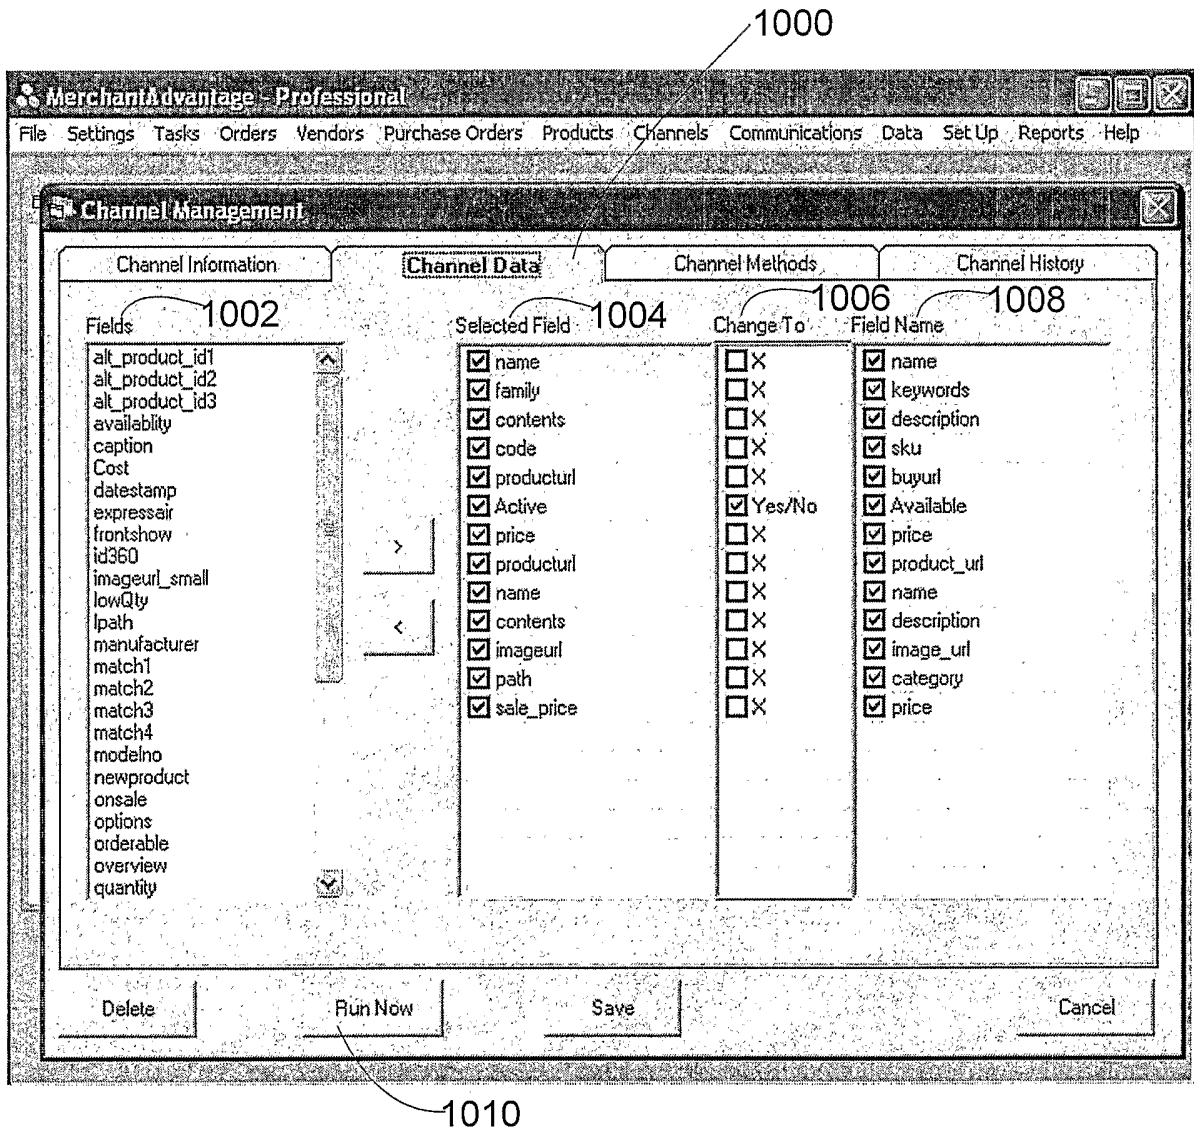 1000
MerchantAdvantage - Professional
File Settings Tasks Orders Vendors Purchase Orders Products Channels Communications Data Set Up Reports Help
Channel Management
Channel Information Channel Data Channel Methods Channel History
1002 1004 1006 1008
Fields Selected Field Change To Field Name
alt_product_id1
alt_product_id2
alt_product_id3
availablity
caption
Cost
datestamp
expressair
frontshow
id360
imageurl_small
lowQty
lpath
manufacturer
match1
match2
match3
match4
modelno
newproduct
onsale
options
orderable
overview
quantity
>
<
name X name
family X keywords
contents X description
code X sku
producturl X buyurl
Active Yes/No Available
price X price
producturl X product_url
name X name
contents X description
imageurl X image_url
path X category
sale_price X price
Delete Run Now Save Cancel
1010